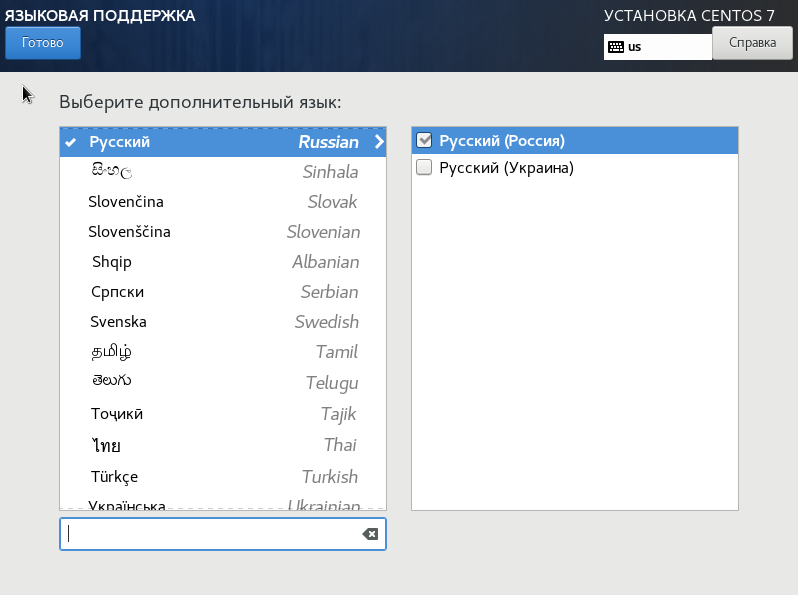 ЯЗЫКОВАЯ ПОДДЕРЖКА
УСТАНОВКА CENTOS 7
Готово
us
Справка
Выберите дополнительный язык:
Русский Russian
සිංහල Sinhala
Slovenčina Slovak
Slovenščina Slovenian
Shqip Albanian
Српски Serbian
Svenska Swedish
தமிழ் Tamil
తెలుగు Telugu
Тоҷикӣ Tajik
ไทย Thai
Türkçe Turkish
Українська Ukrainian
Русский (Россия)
Русский (Украина)